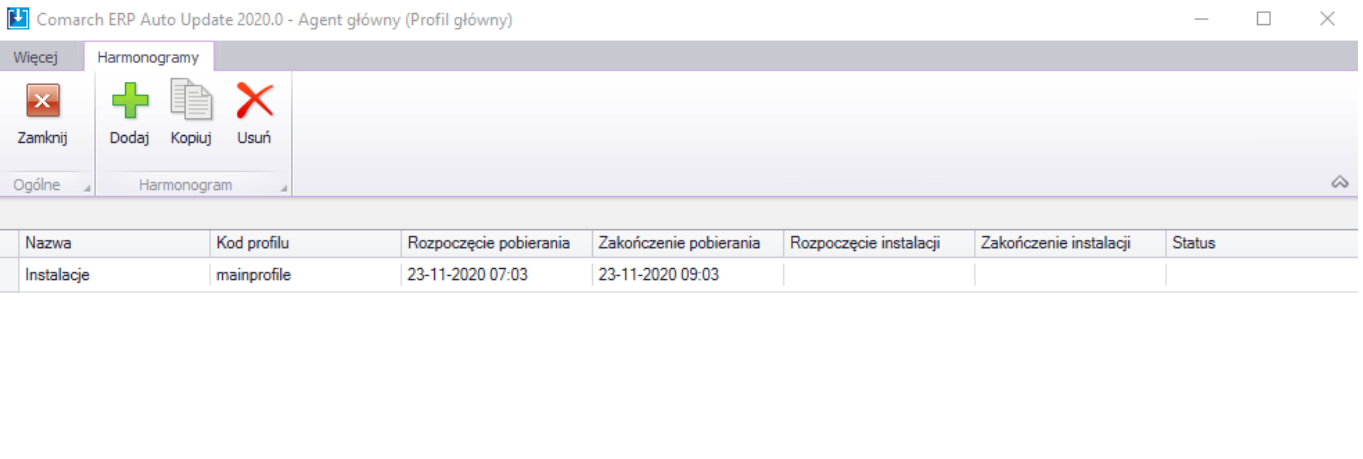 Comarch ERP Auto Update 2020.0 - Agent główny (Profil główny)
Więcej Harmonogramy
Zamknij Dodaj Kopiuj Usuń
Ogólne Harmonogram
Nazwa Kod profilu Rozpoczęcie pobierania Zakończenie pobierania Rozpoczęcie instalacji Zakończenie instalacji Status
Instalacje mainprofile 23-11-2020 07:03 23-11-2020 09:03